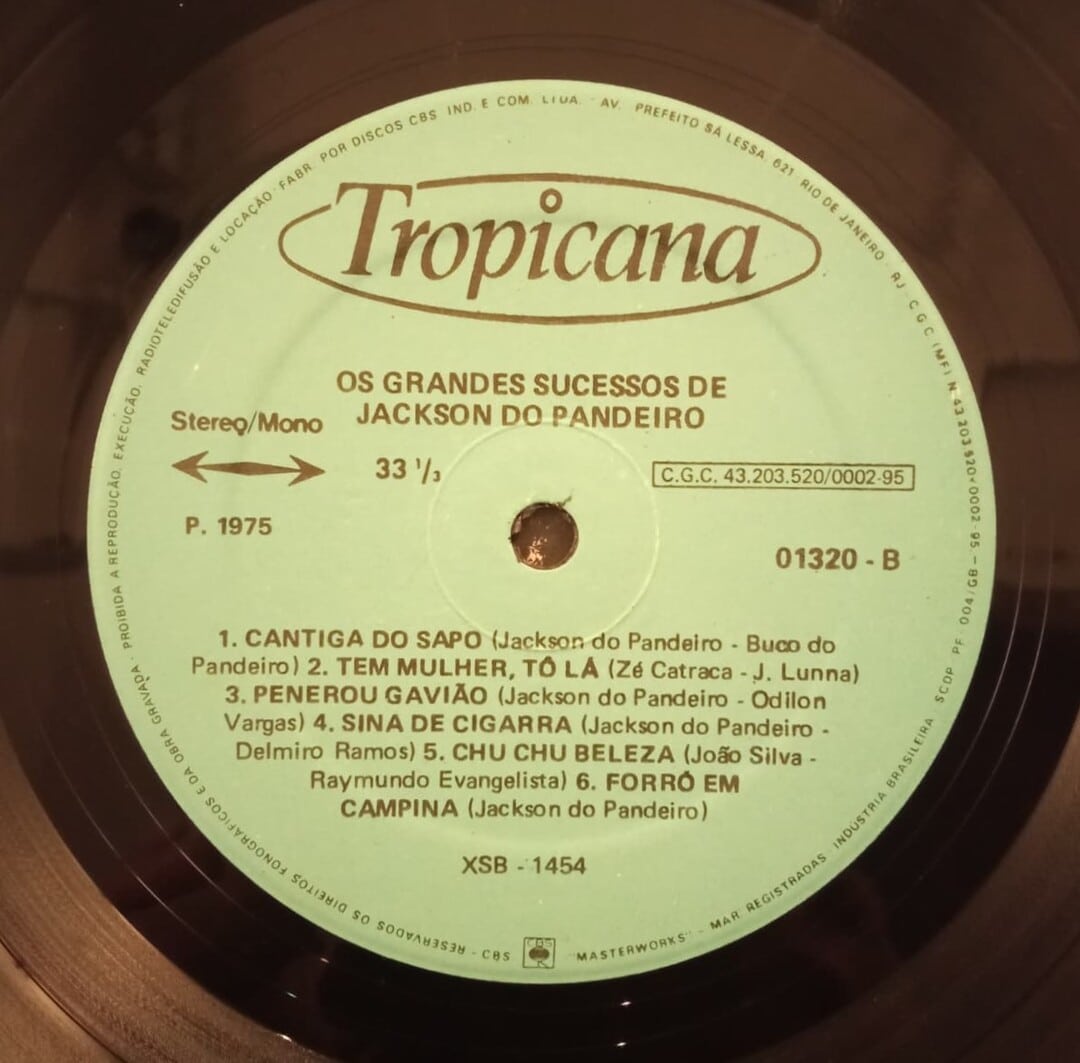 FABR. POR DISCOS CBS IND. E COM. LTDA. - AV. PREFEITO SÁ LESSA, 621 RIO DE JANEIRO - RJ - C.G.C. (MF) N. 43 203 520 0002-95 - SCDP PF 004/GB - INDÚSTRIA BRASILEIRA
Tropicana
OS GRANDES SUCESSOS DE
JACKSON DO PANDEIRO
Stereo/Mono
33 1/3
C.G.C. 43.203.520/0002-95
P. 1975
01320 - B
1. CANTIGA DO SAPO (Jackson do Pandeiro - Buco do
Pandeiro) 2. TEM MULHER, TÔ LÁ (Zé Catraca - J. Lunna)
3. PENEROU GAVIÃO (Jackson do Pandeiro - Odilon
Vargas) 4. SINA DE CIGARRA (Jackson do Pandeiro -
Delmiro Ramos) 5. CHU CHU BELEZA (João Silva -
Raymundo Evangelista) 6. FORRÔ EM
CAMPINA (Jackson do Pandeiro)
XSB - 1454
CBS
"MASTERWORKS" - MAR. REGISTRADAS
RESERVADOS OS DIREITOS FONOGRÁFICOS E DA OBRA GRAVADA - PROIBIDA A REPRODUÇÃO, EXECUÇÃO, RADIOTELEDIFUSÃO E LOCAÇÃO
- CBS